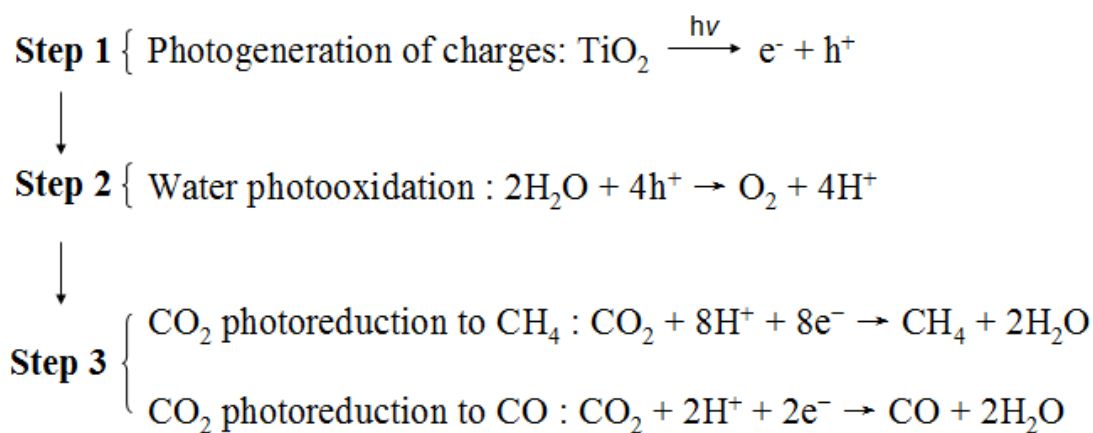 hv
Step 1 { Photogeneration of charges: TiO₂ ⟶ e⁻ + h⁺
Step 2 { Water photooxidation : 2H₂O + 4h⁺ → O₂ + 4H⁺
CO₂ photoreduction to CH₄ : CO₂ + 8H⁺ + 8e⁻ → CH₄ + 2H₂O
Step 3
CO₂ photoreduction to CO : CO₂ + 2H⁺ + 2e⁻ → CO + 2H₂O